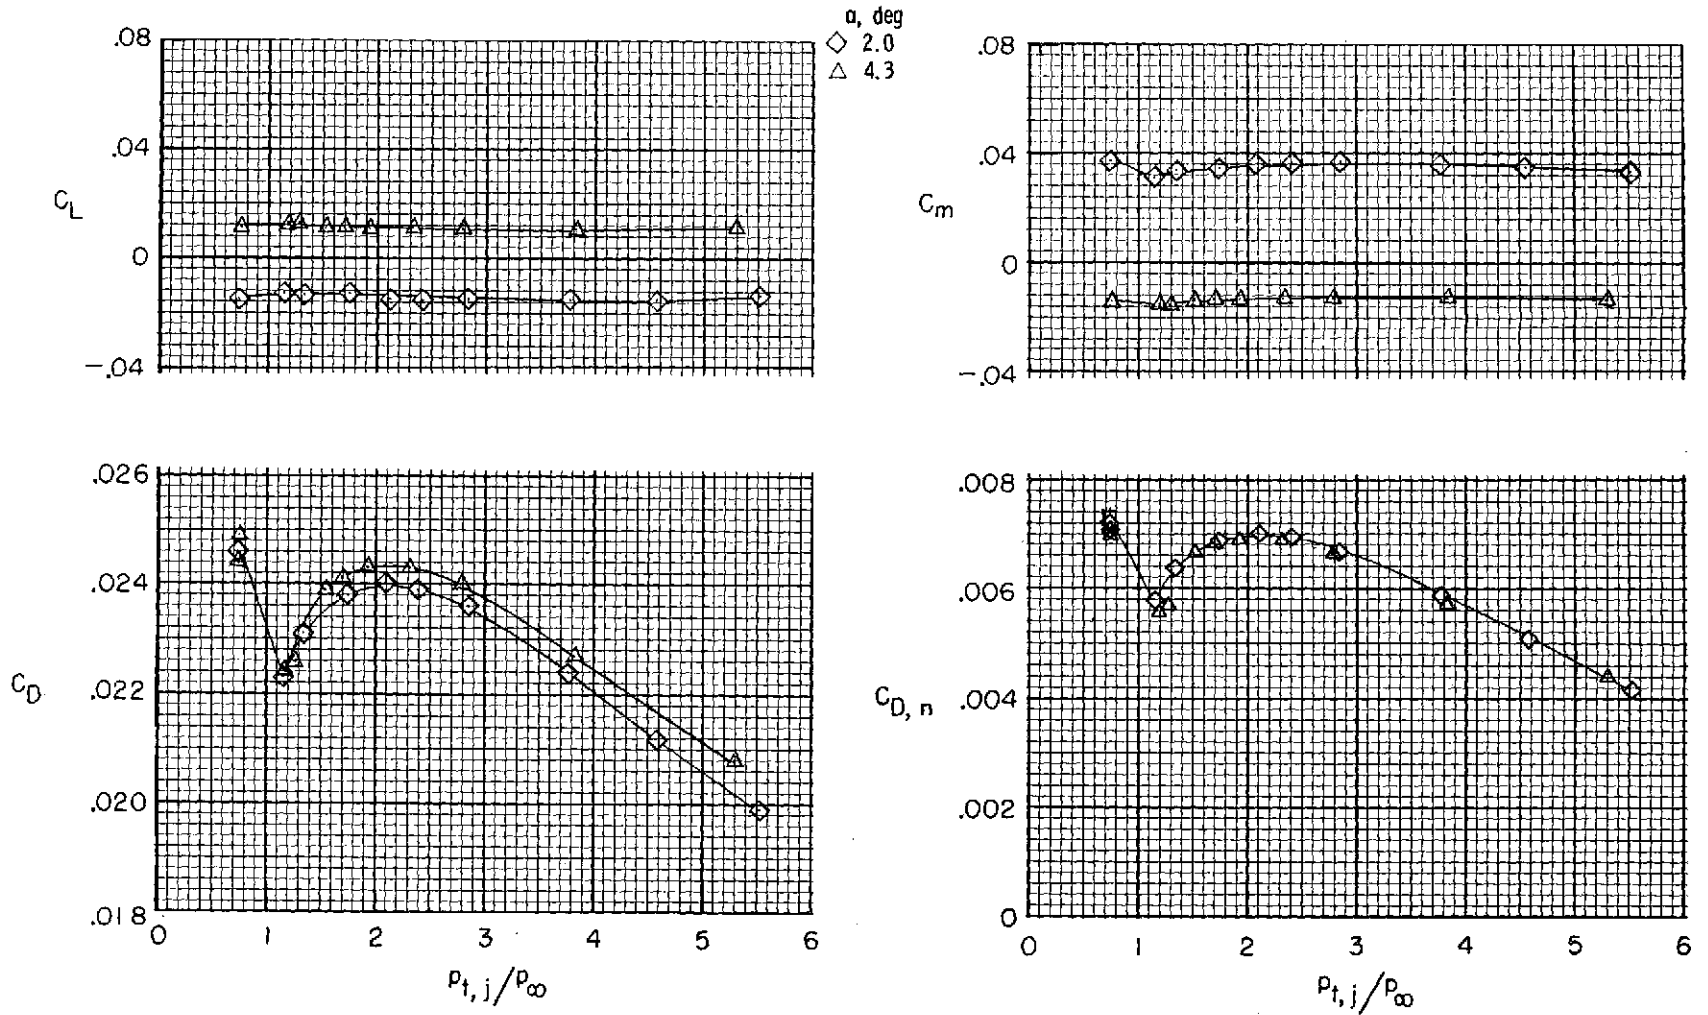 a, deg
2.0
4.3
.08
.04
0
-.04
C_L
.08
.04
0
-.04
C_m
.026
.024
.022
.020
.018
C_D
0 1 2 3 4 5 6
p_t, j/p_∞
.008
.006
.004
.002
0
C_D, n
0 1 2 3 4 5 6
p_t, j/p_∞